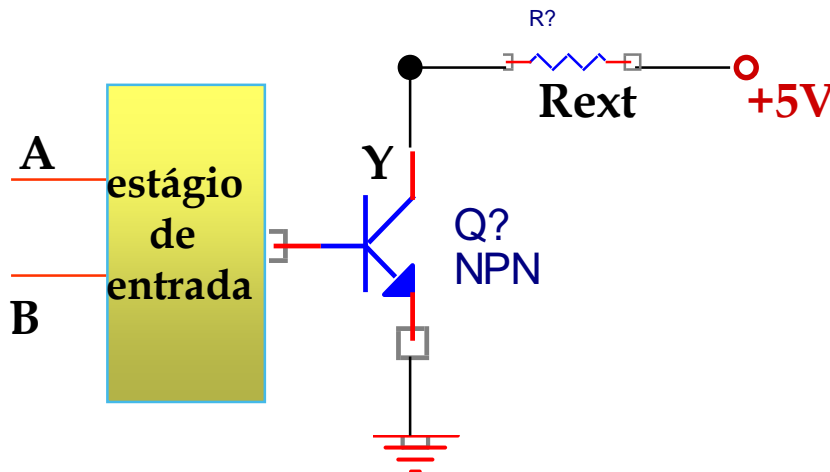 R?
Rext
+5V
A
Y
estágio
de
entrada
B
Q?
NPN